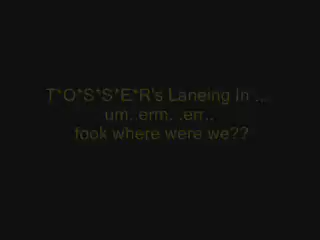 T*O*S*S*E*R's Laneing In ...
um..erm. .err..
fook where were we??